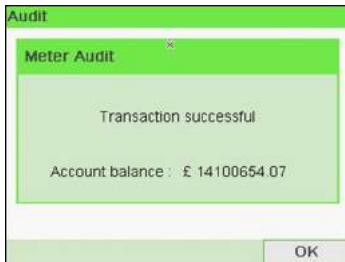 Audit
Meter Audit
Transaction successful
Account balance : £ 14100654.07
OK